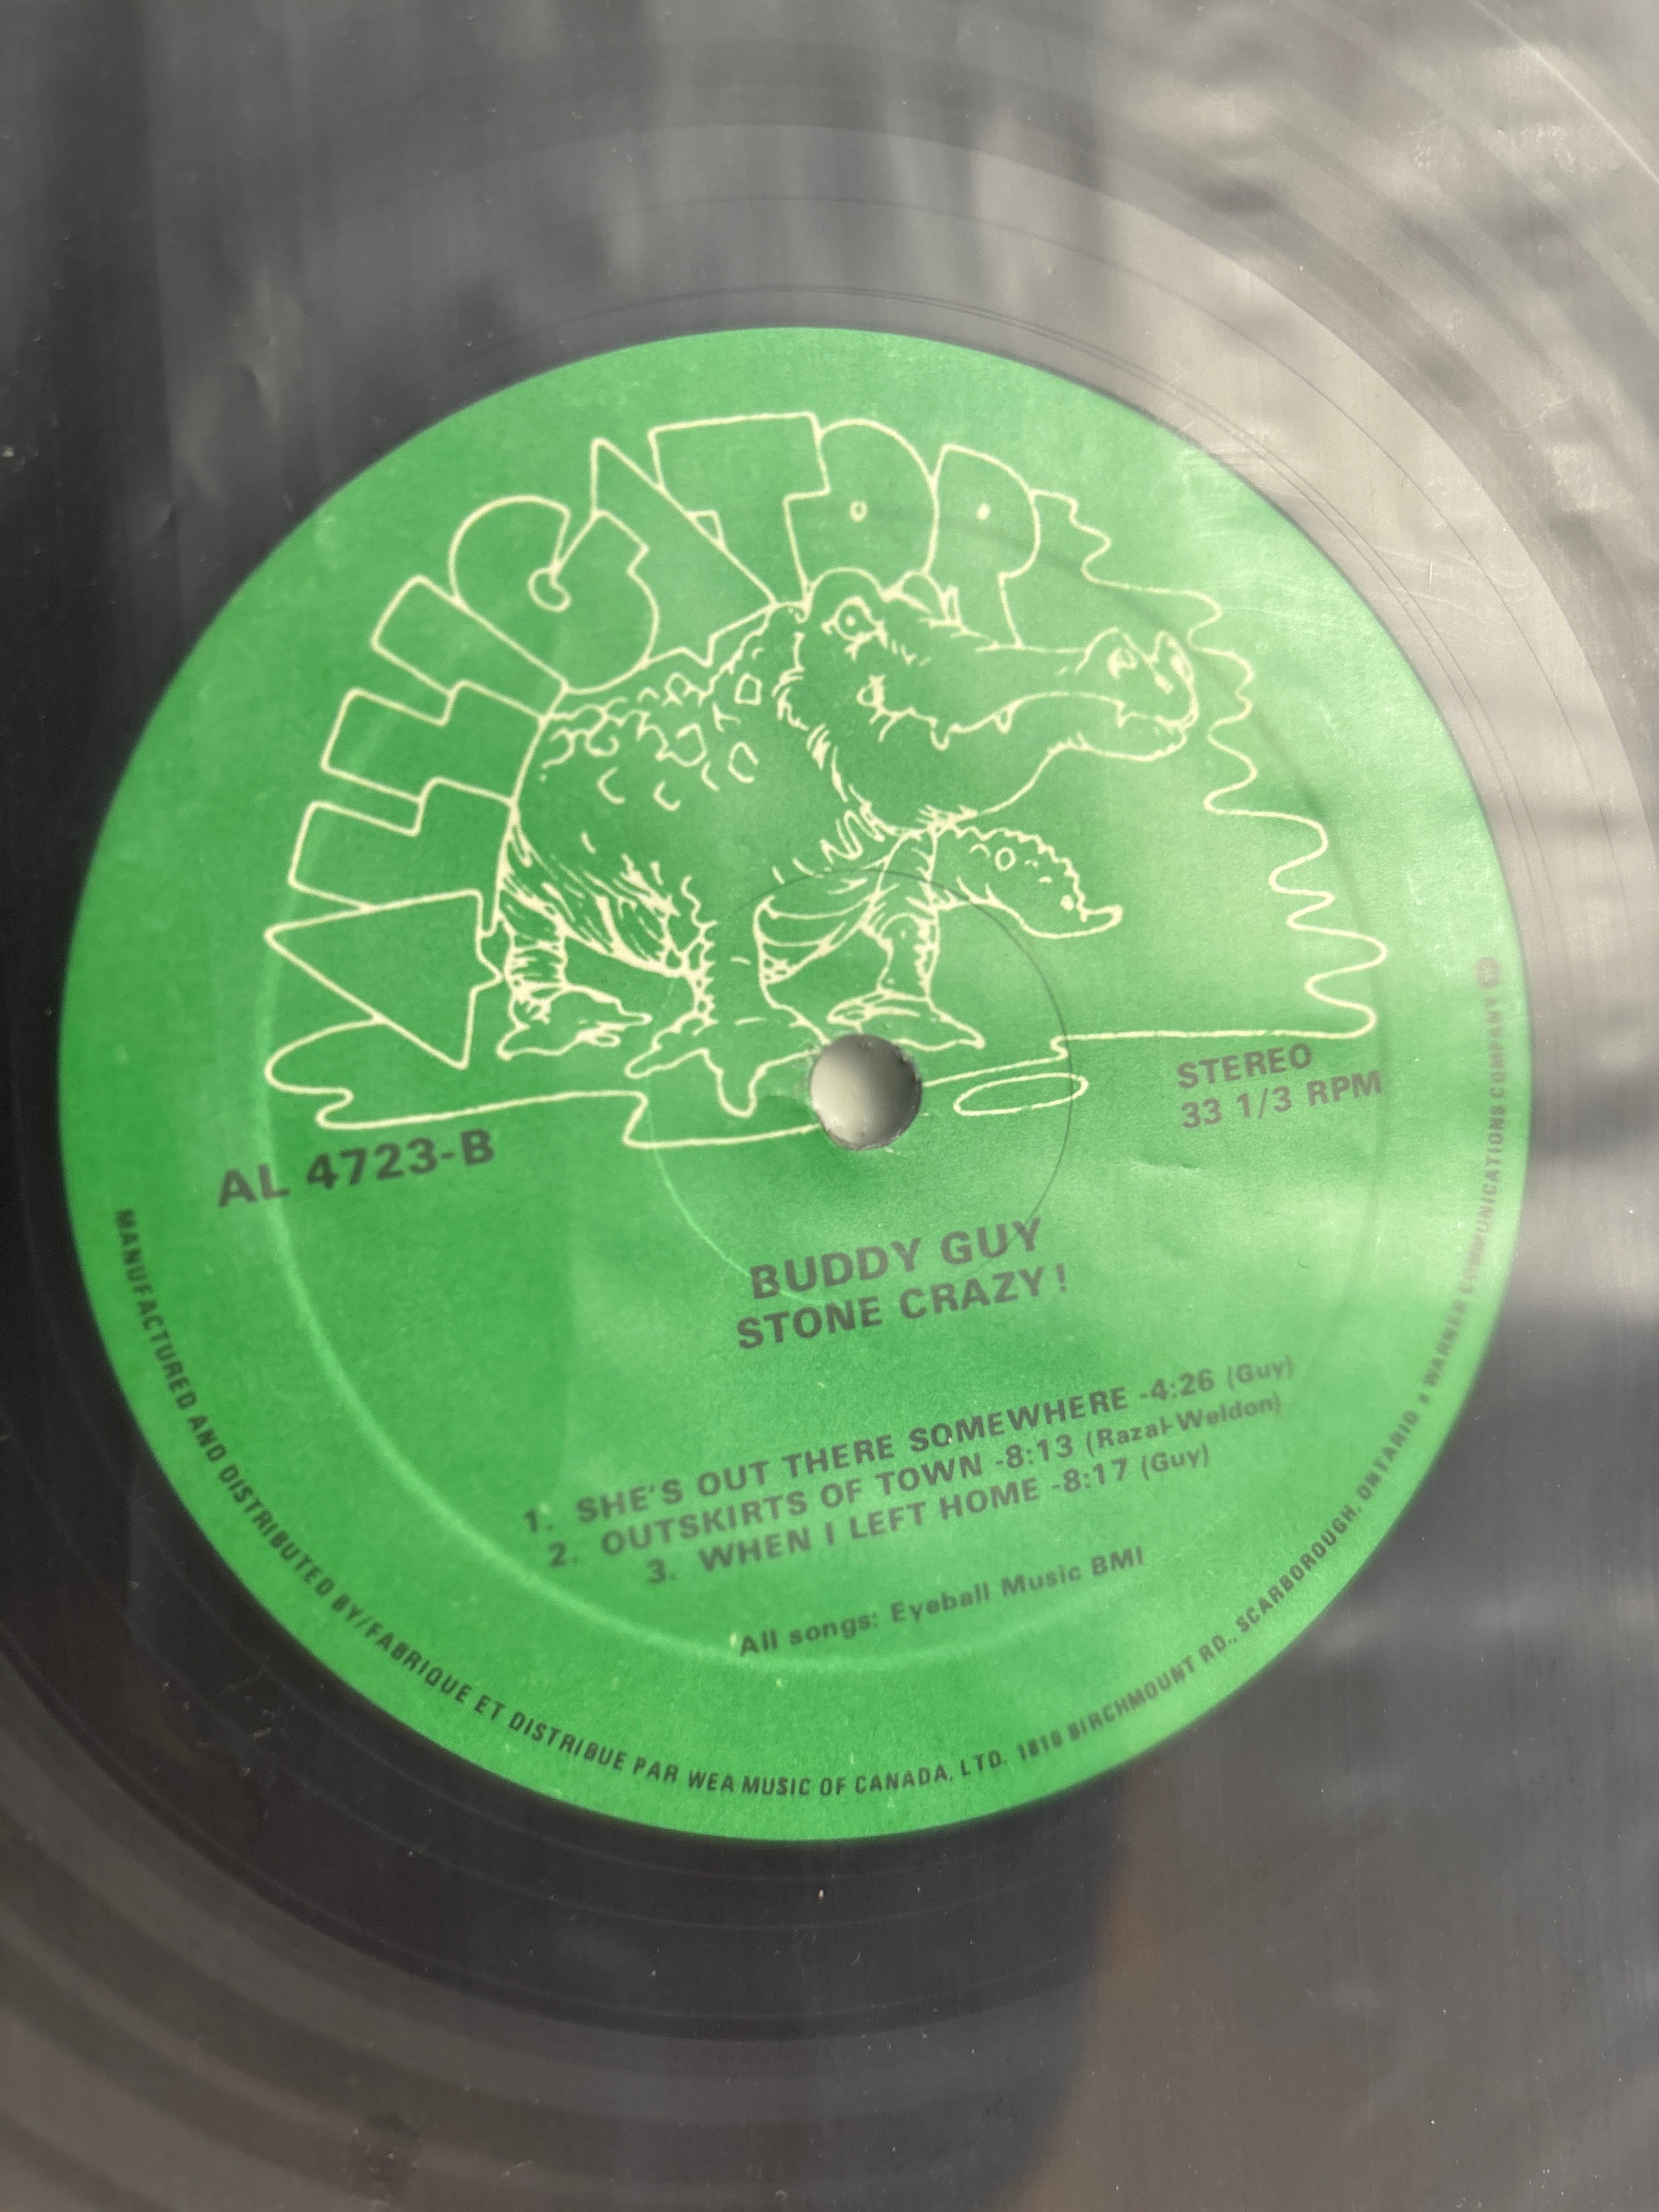 ALLIGATOR
STEREO
33 1/3 RPM
AL 4723-B
BUDDY GUY
STONE CRAZY!
1. SHE'S OUT THERE SOMEWHERE -4:26 (Guy)
2. OUTSKIRTS OF TOWN -8:13 (Razaf-Weldon)
3. WHEN I LEFT HOME -8:17 (Guy)
All songs: Eyeball Music BMI
MANUFACTURED AND DISTRIBUTED BY/FABRIQUE ET DISTRIBUE PAR WEA MUSIC OF CANADA, LTD. 1810 BIRCHMOUNT RD., SCARBOROUGH, ONTARIO • WARNER COMMUNICATIONS COMPANY